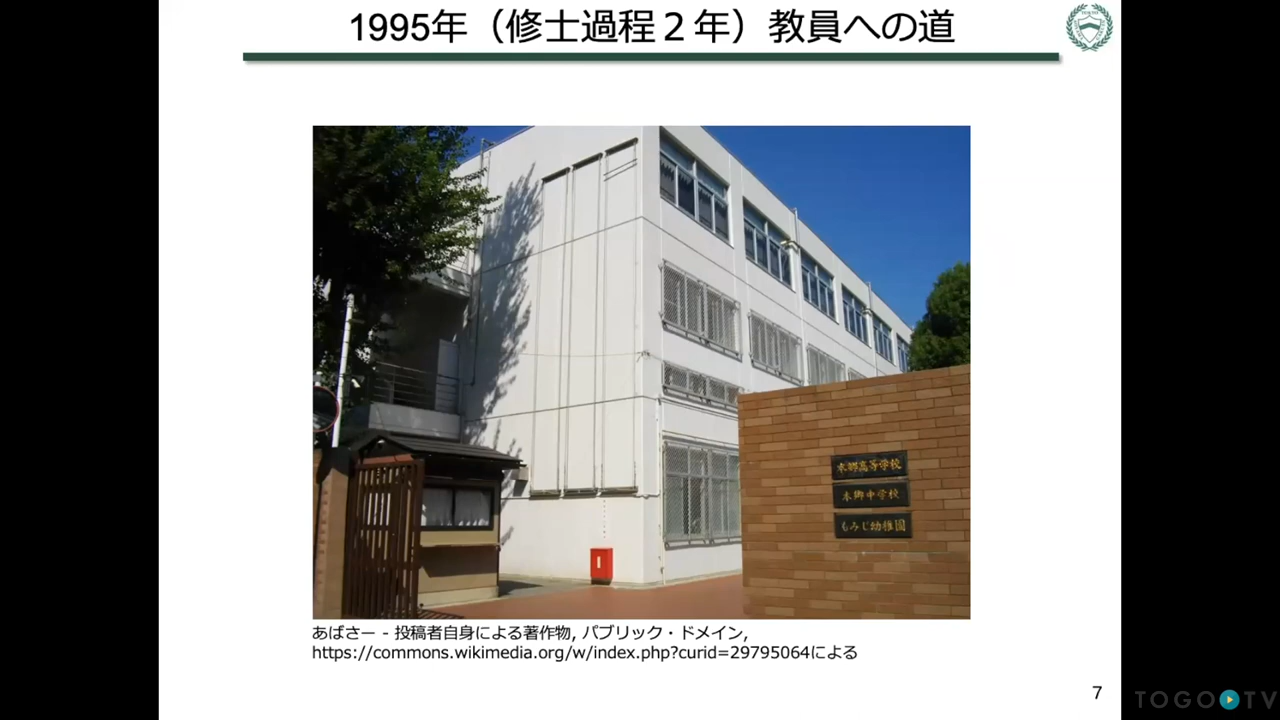 1995年（修士過程２年）教員への道
本郷高等学校
本郷中学校
もみじ幼稚園
あばさー - 投稿者自身による著作物, パブリック・ドメイン,
https://commons.wikimedia.org/w/index.php?curid=29795064による
7
TOGO TV